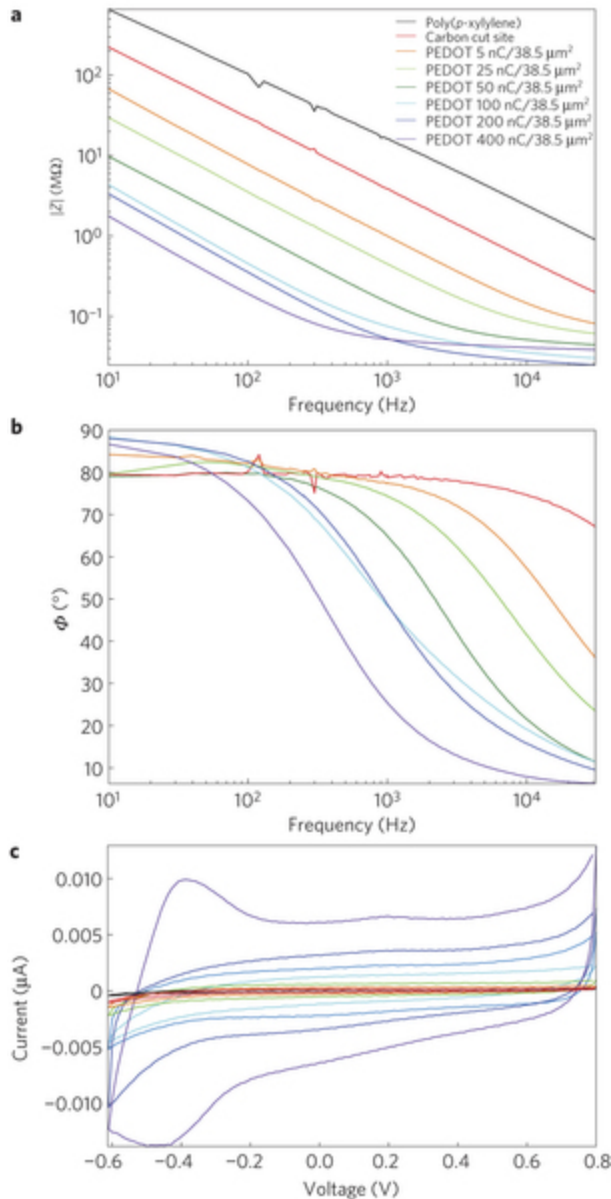 a
Poly(p-xylylene)
Carbon cut site
PEDOT 5 nC/38.5 μm²
PEDOT 25 nC/38.5 μm²
PEDOT 50 nC/38.5 μm²
PEDOT 100 nC/38.5 μm²
PEDOT 200 nC/38.5 μm²
PEDOT 400 nC/38.5 μm²
10²
10¹
10⁰
10⁻¹
|Z| (MΩ)
10¹ 10² 10³ 10⁴
Frequency (Hz)
b
90
80
70
60
50
40
30
20
10
Φ (°)
10¹ 10² 10³ 10⁴
Frequency (Hz)
c
0.010
0.005
0
−0.005
−0.010
Current (μA)
−0.6 −0.4 −0.2 0.0 0.2 0.4 0.6 0.8
Voltage (V)